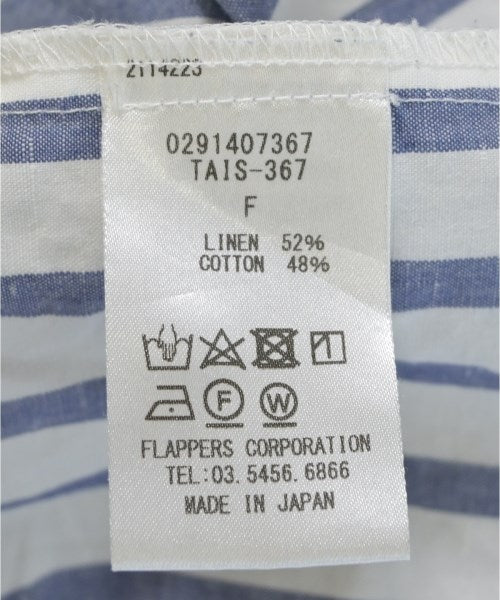 2114223
0291407367
TAIS-367
F
LINEN 52%
COTTON 48%
F W
FLAPPERS CORPORATION
TEL:03.5456.6866
MADE IN JAPAN